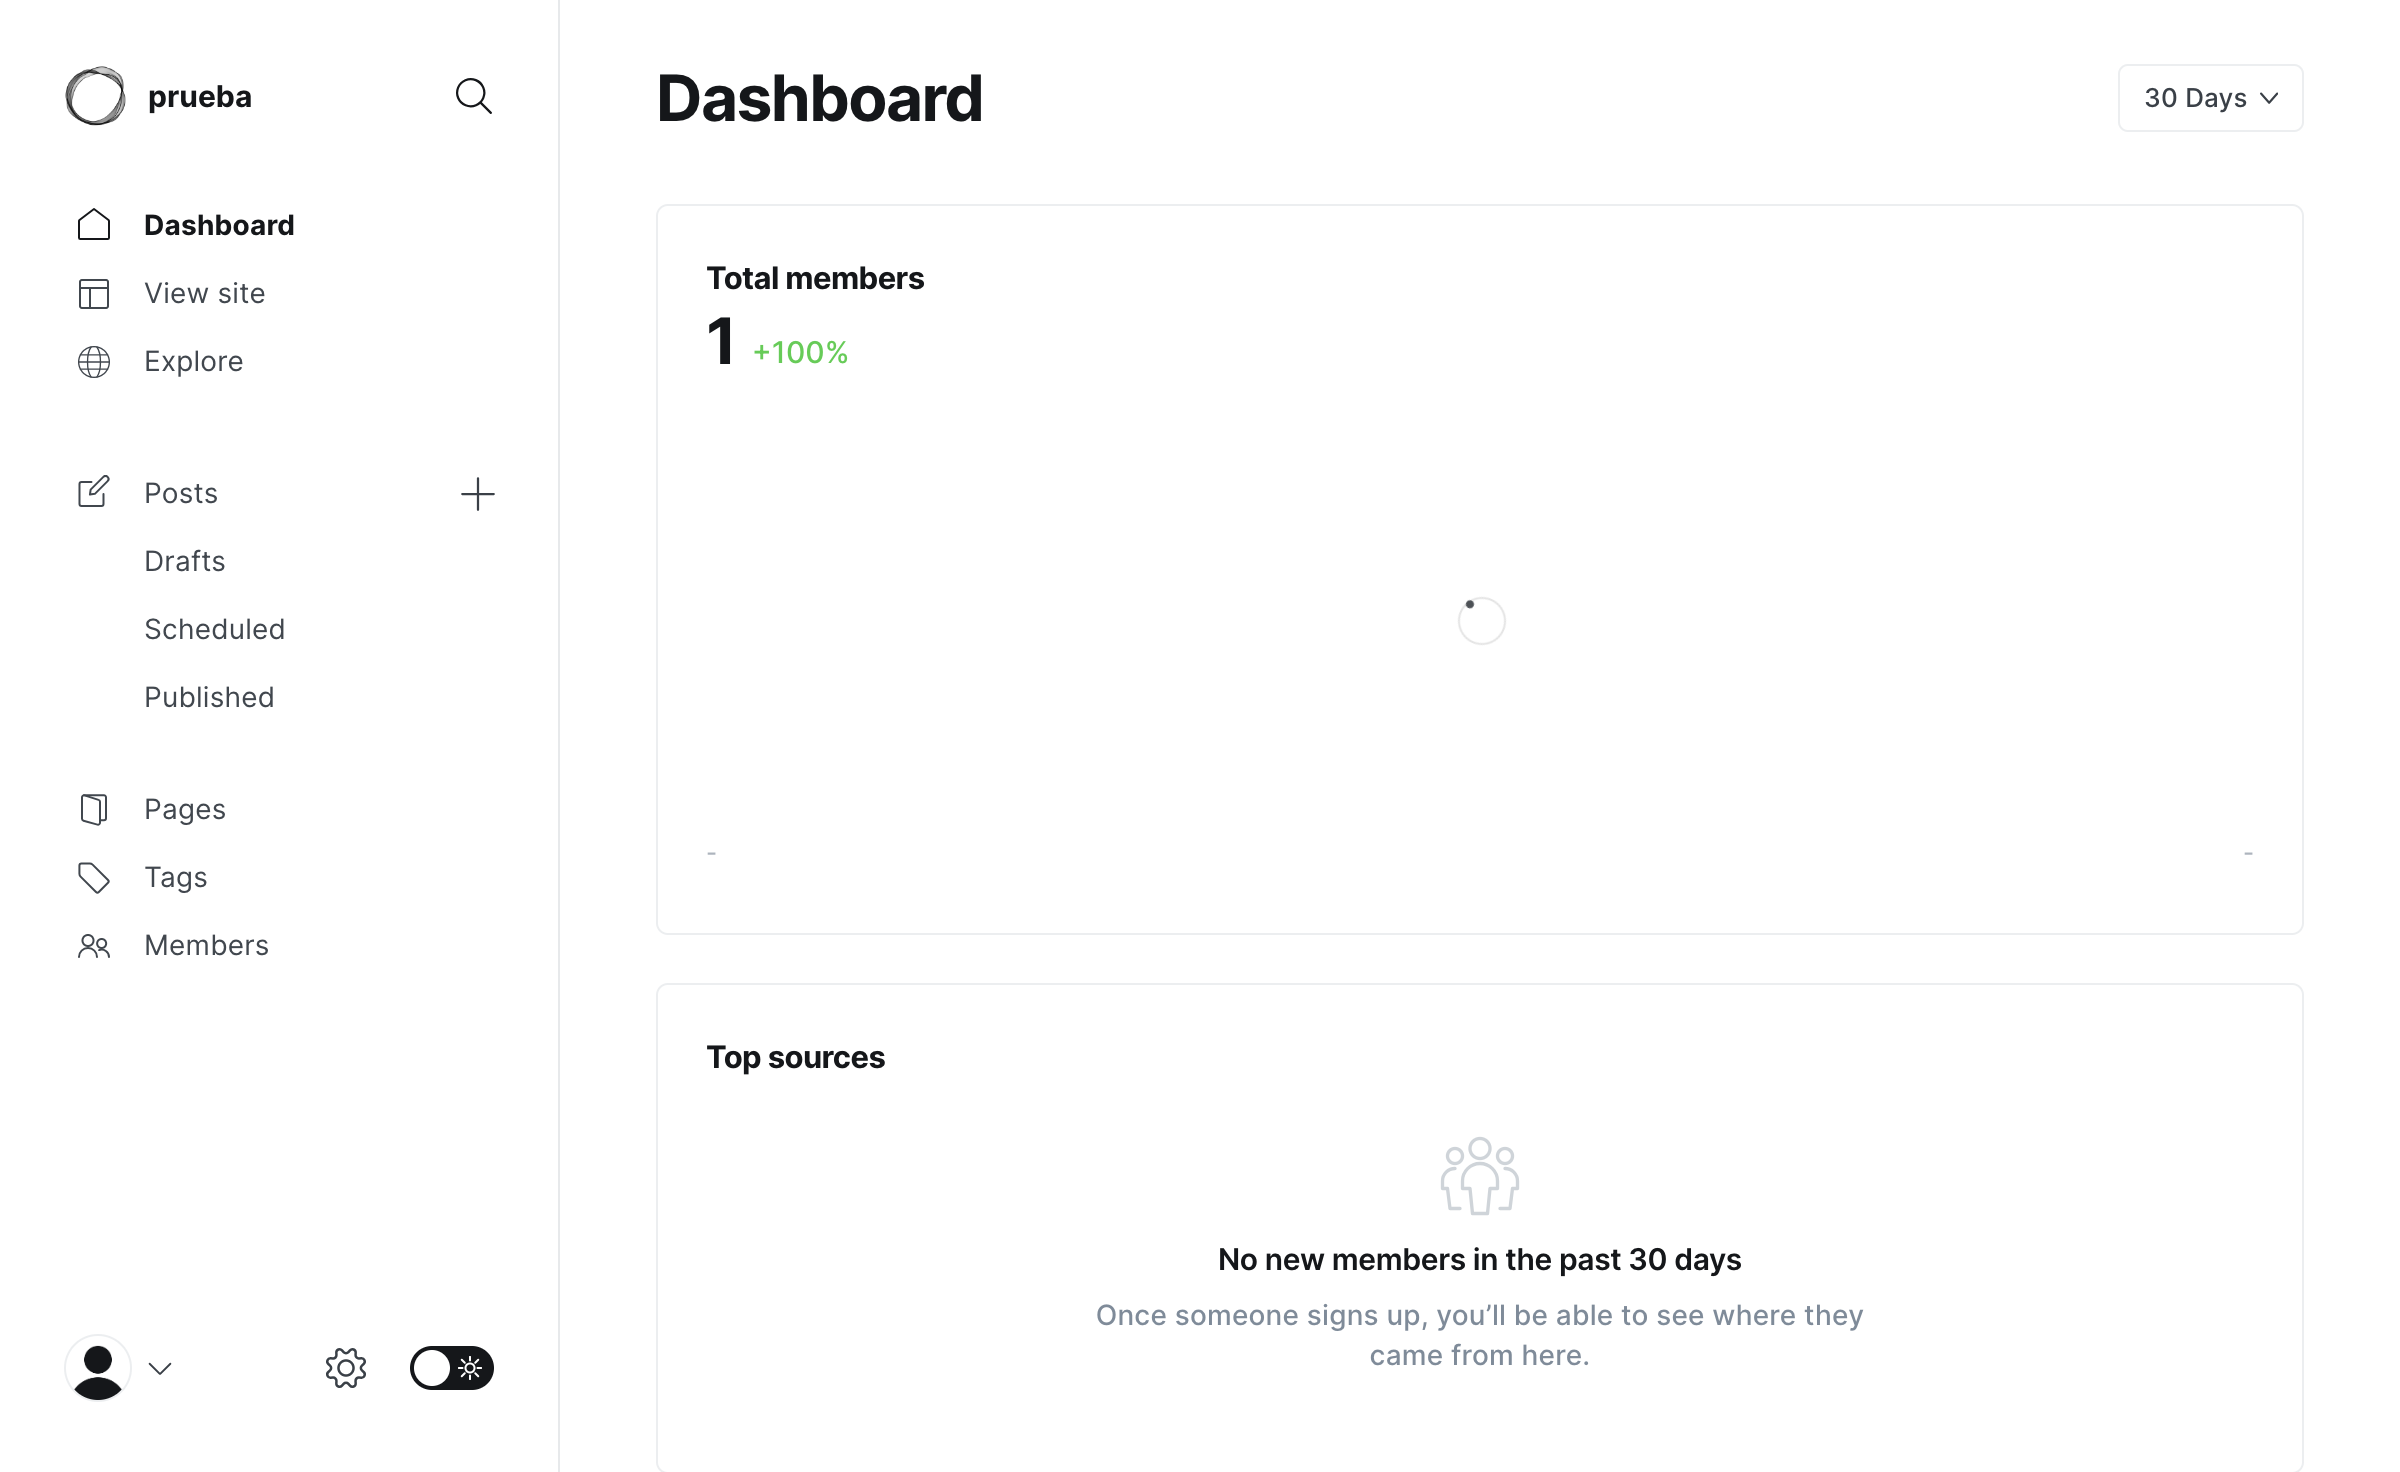 prueba
Dashboard
View site
Explore
Posts
Drafts
Scheduled
Published
Pages
Tags
Members
Dashboard
30 Days
Total members
1 +100%
- -
Top sources
No new members in the past 30 days
Once someone signs up, you’ll be able to see where they
came from here.